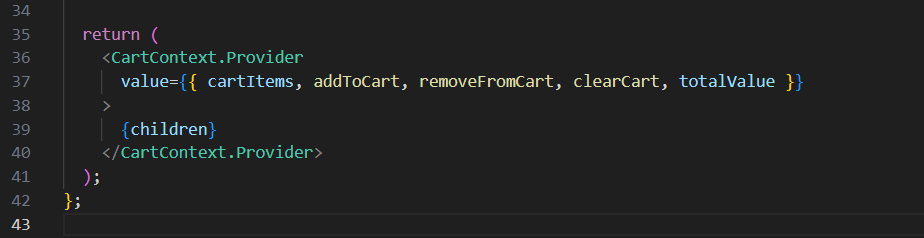 34
35 return (
36 <CartContext.Provider
37 value={{ cartItems, addToCart, removeFromCart, clearCart, totalValue }}
38 >
39 {children}
40 </CartContext.Provider>
41 );
42 };
43